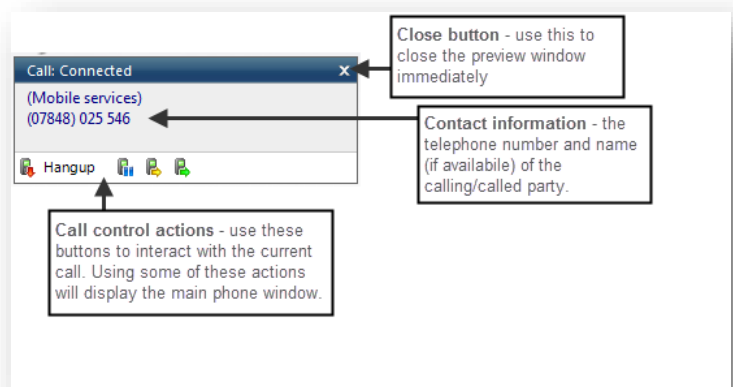 Close button - use this to
close the preview window
immediately
Call: Connected x
(Mobile services)
(07848) 025 546
Contact information - the
telephone number and name
(if availabile) of the
calling/called party.
Hangup
Call control actions - use these
buttons to interact with the current
call. Using some of these actions
will display the main phone window.